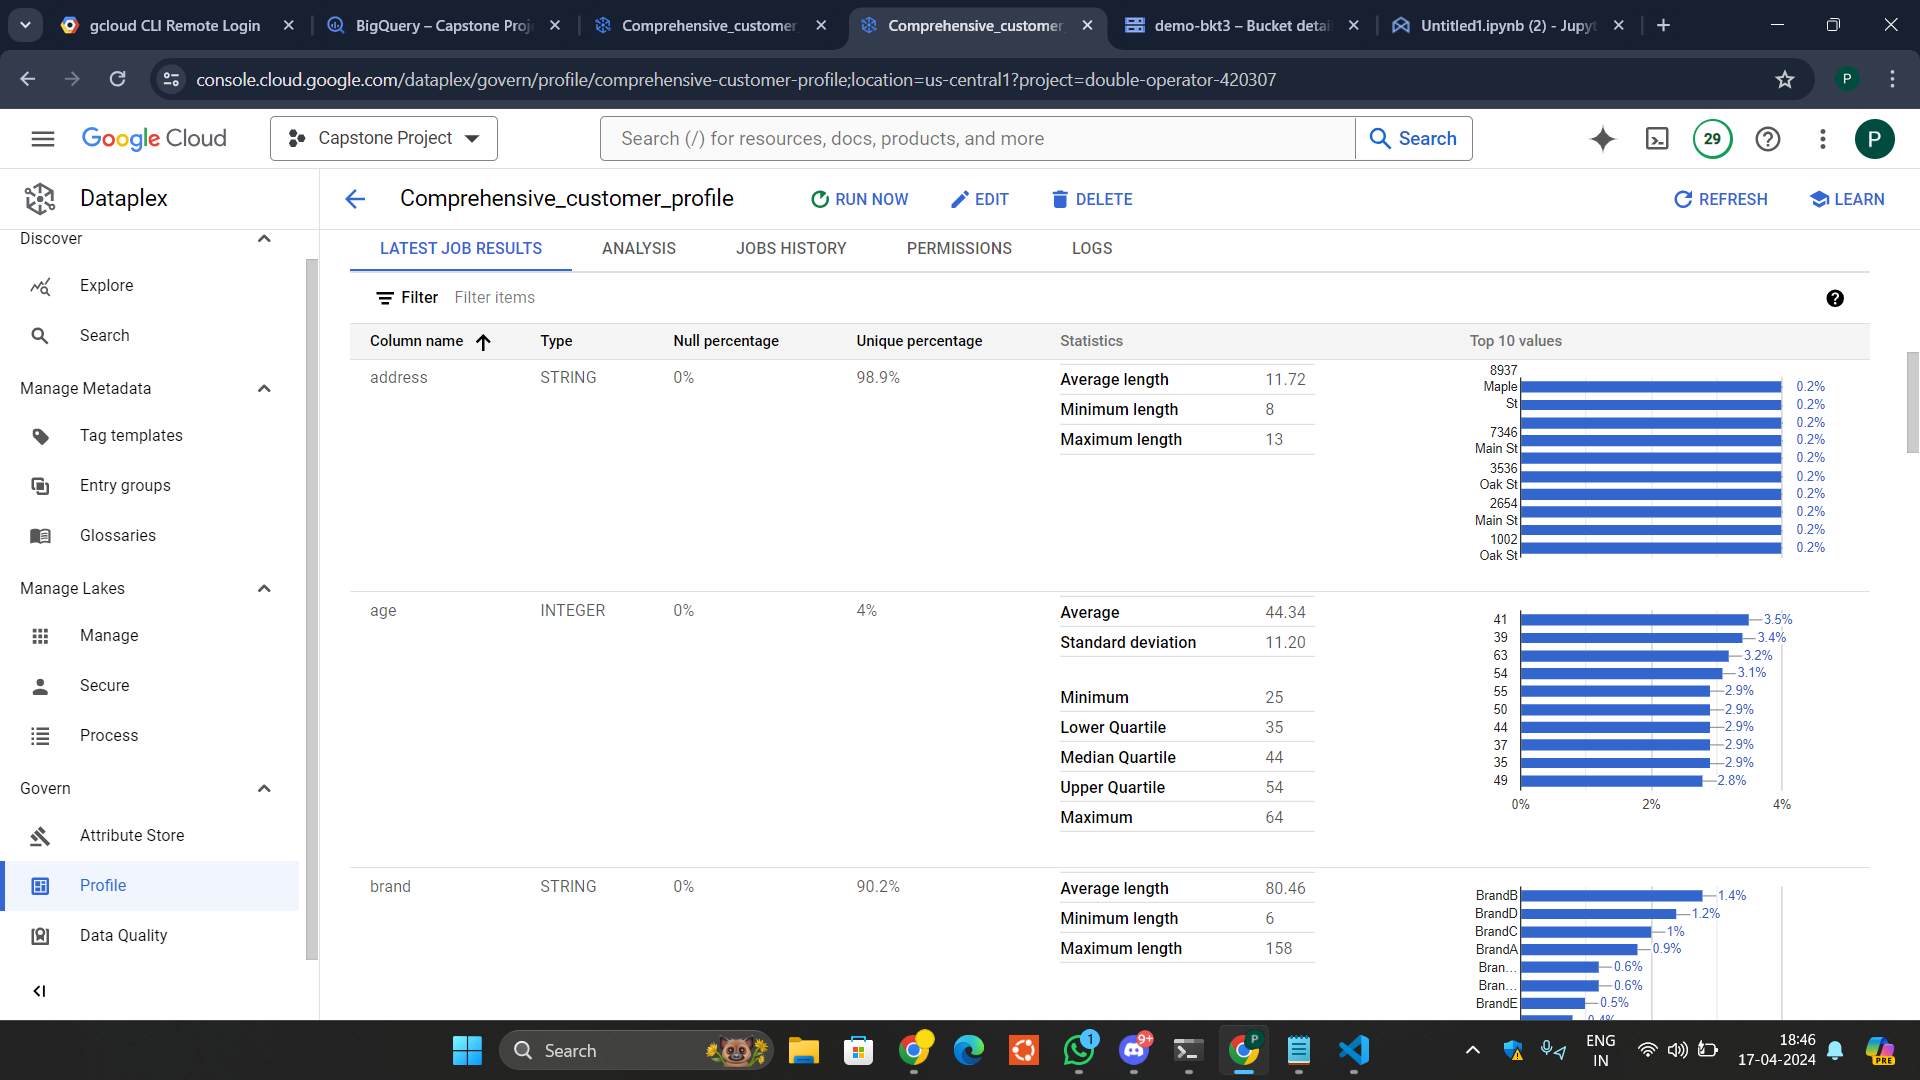 gcloud CLI Remote Login
BigQuery – Capstone Proj
Comprehensive_customer_
Comprehensive_customer_
demo-bkt3 – Bucket detai
Untitled1.ipynb (2) - Jupyt
console.cloud.google.com/dataplex/govern/profile/comprehensive-customer-profile;location=us-central1?project=double-operator-420307
P
Google Cloud
Capstone Project
Search (/) for resources, docs, products, and more
Search
29
P
Dataplex
Comprehensive_customer_profile
RUN NOW
EDIT
DELETE
REFRESH
LEARN
Discover
Explore
Search
Manage Metadata
Tag templates
Entry groups
Glossaries
Manage Lakes
Manage
Secure
Process
Govern
Attribute Store
Profile
Data Quality
LATEST JOB RESULTS
ANALYSIS
JOBS HISTORY
PERMISSIONS
LOGS
Filter
Filter items
Column name
Type
Null percentage
Unique percentage
Statistics
Top 10 values
address
STRING
0%
98.9%
Average length 11.72
Minimum length 8
Maximum length 13
8937
Maple
St
7346
Main St
3536
Oak St
2654
Main St
1002
Oak St
0.2%
0.2%
0.2%
0.2%
0.2%
0.2%
0.2%
0.2%
0.2%
0.2%
age
INTEGER
0%
4%
Average 44.34
Standard deviation 11.20
Minimum 25
Lower Quartile 35
Median Quartile 44
Upper Quartile 54
Maximum 64
41 3.5%
39 3.4%
63 3.2%
54 3.1%
55 2.9%
50 2.9%
44 2.9%
37 2.9%
35 2.9%
49 2.8%
0% 2% 4%
brand
STRING
0%
90.2%
Average length 80.46
Minimum length 6
Maximum length 158
BrandB 1.4%
BrandD 1.2%
BrandC 1%
BrandA 0.9%
Bran... 0.6%
Bran... 0.6%
BrandE 0.5%
0.4%
Search
1
9+
P
ENG
IN
18:46
17-04-2024
PRE